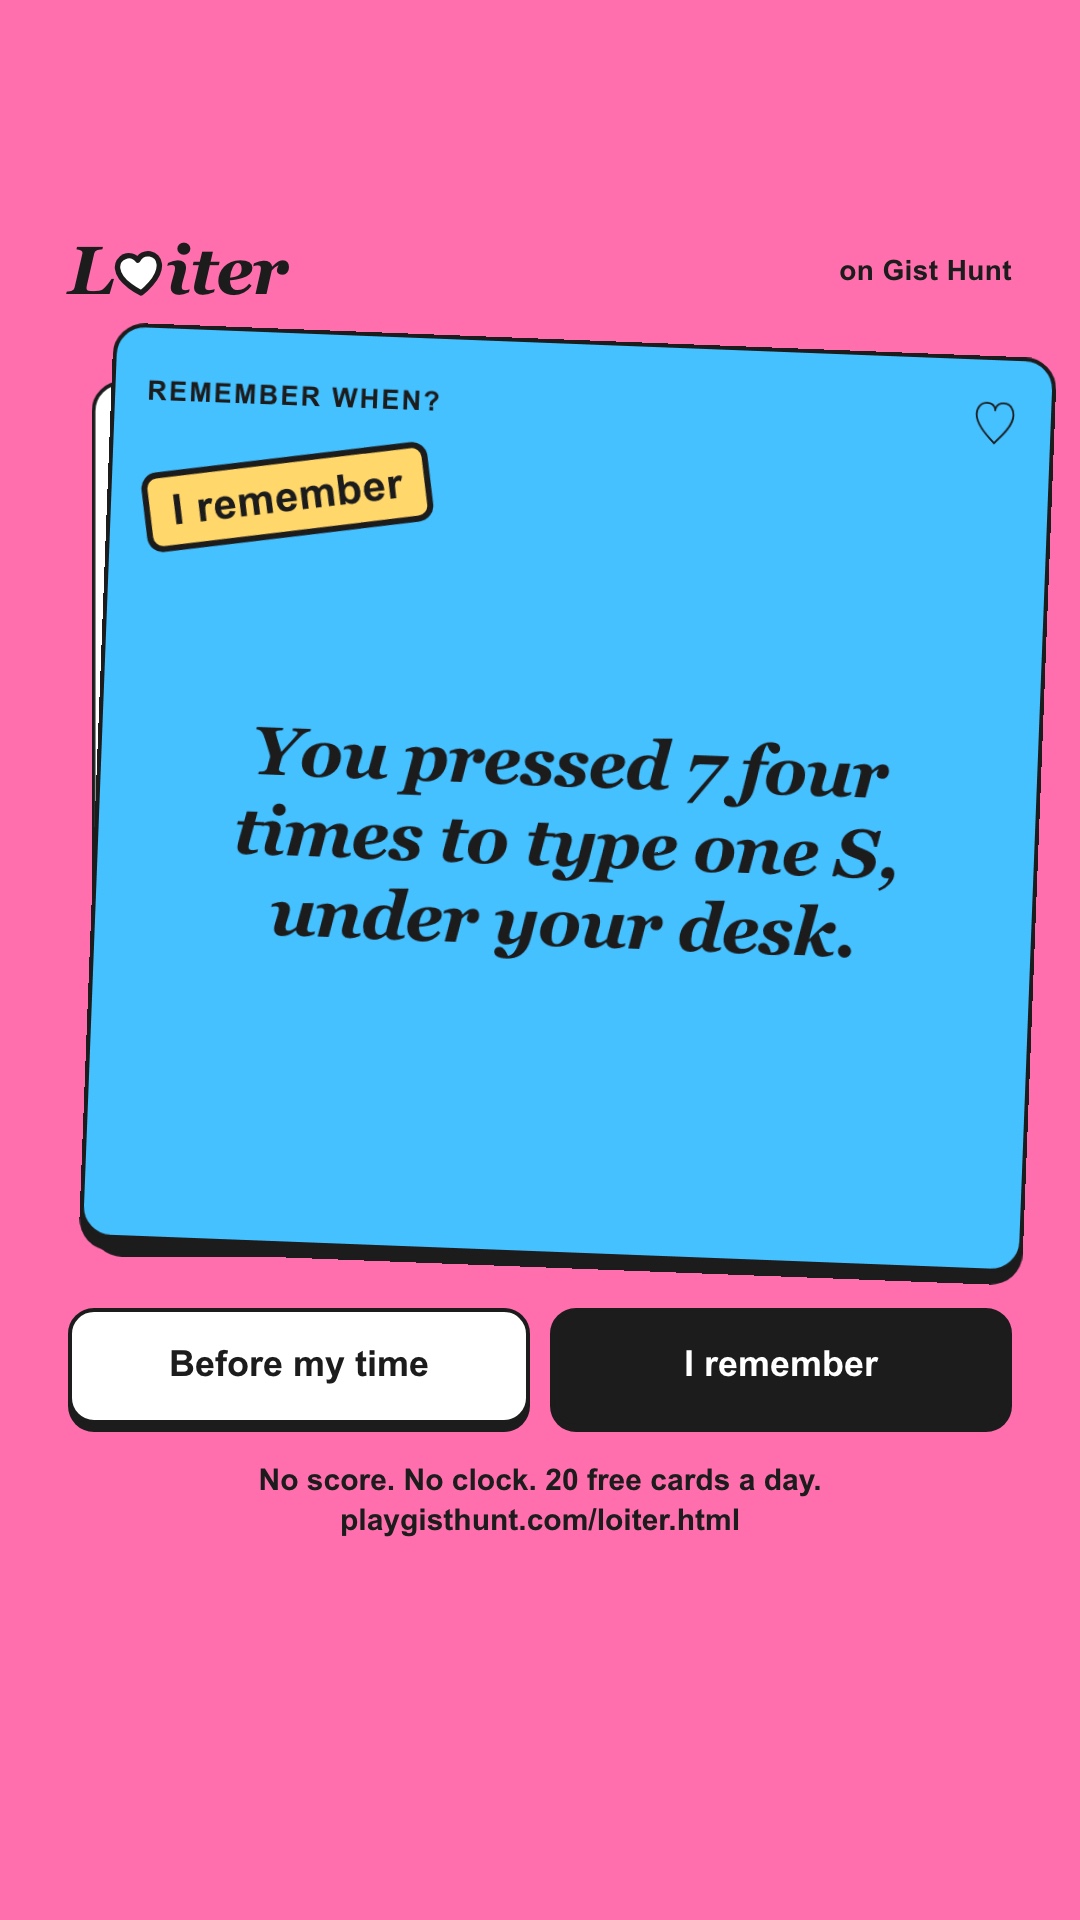 Loiter
on Gist Hunt
REMEMBER WHEN?
I remember
You pressed 7 four
times to type one S,
under your desk.
Before my time
I remember
No score. No clock. 20 free cards a day.
playgisthunt.com/loiter.html